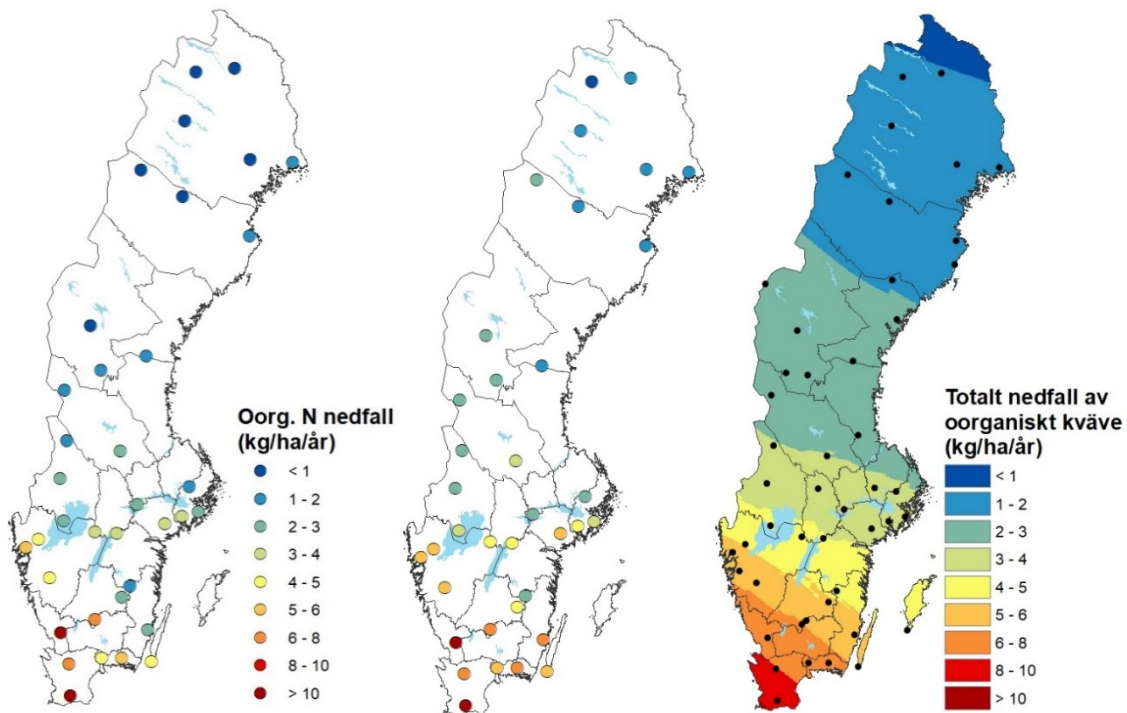 Oorg. N nedfall
(kg/ha/år)
< 1
1 - 2
2 - 3
3 - 4
4 - 5
5 - 6
6 - 8
8 - 10
> 10
Totalt nedfall av
oorganiskt kväve
(kg/ha/år)
< 1
1 - 2
2 - 3
3 - 4
4 - 5
5 - 6
6 - 8
8 - 10
> 10